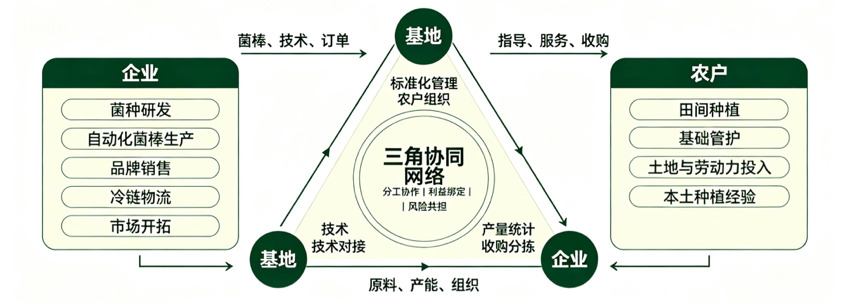 菌棒、技术、订单
基地
指导、服务、收购
企业
菌种研发
自动化菌棒生产
品牌销售
冷链物流
市场开拓
标准化管理
农户组织
三角协同
网络
分工协作 | 利益绑定 |
| 风险共担
技术
技术对接
产量统计
收购分拣
基地
企业
原料、产能、组织
农户
田间种植
基础管护
土地与劳动力投入
本土种植经验